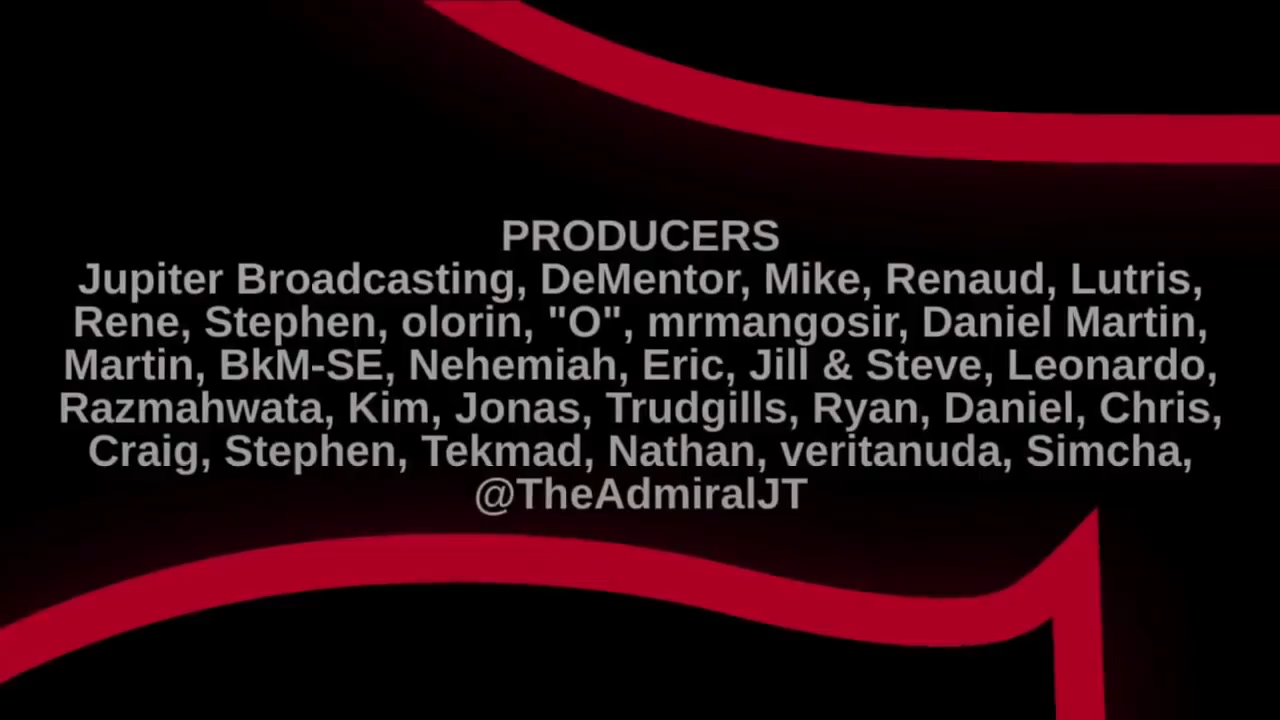 PRODUCERS
Jupiter Broadcasting, DeMentor, Mike, Renaud, Lutris,
Rene, Stephen, olorin, "O", mrmangosir, Daniel Martin,
Martin, BkM-SE, Nehemiah, Eric, Jill & Steve, Leonardo,
Razmahwata, Kim, Jonas, Trudgills, Ryan, Daniel, Chris,
Craig, Stephen, Tekmad, Nathan, veritanuda, Simcha,
@TheAdmiralJT